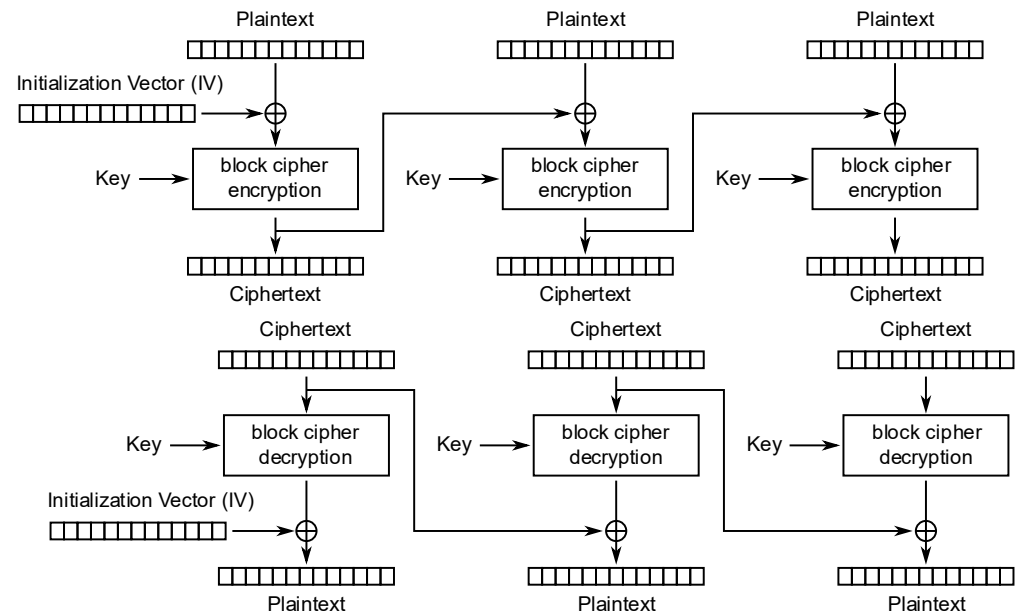 Plaintext Plaintext Plaintext
Initialization Vector (IV)
Key block cipher encryption Key block cipher encryption Key block cipher encryption
Ciphertext Ciphertext Ciphertext
Ciphertext Ciphertext Ciphertext
Key block cipher decryption Key block cipher decryption Key block cipher decryption
Initialization Vector (IV)
Plaintext Plaintext Plaintext